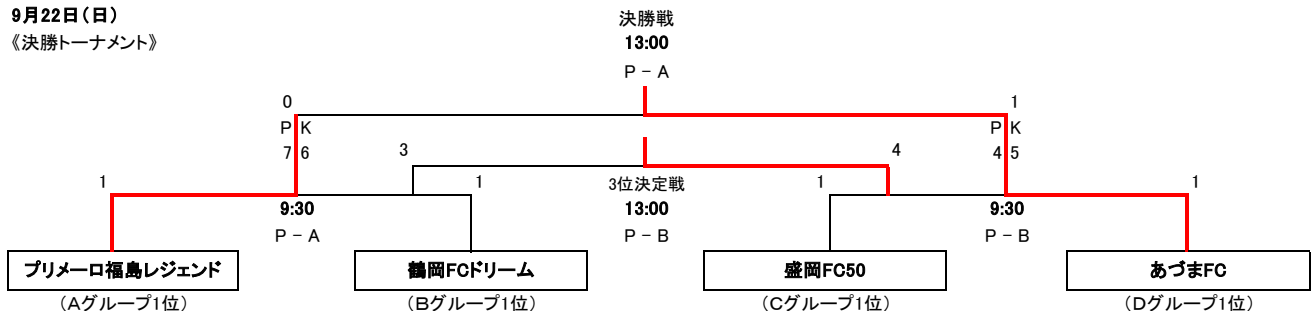 9月22日(日)
《決勝トーナメント》
決勝戦
13:00
P － A
0
1
P K
P K
7 6
3
4
4 5
1
1
3位決定戦
1
1
9:30
13:00
9:30
P － A
P － B
P － B
プリメーロ福島レジェンド
鶴岡FCドリーム
盛岡FC50
あづまFC
(Aグループ1位)
(Bグループ1位)
(Cグループ1位)
(Dグループ1位)